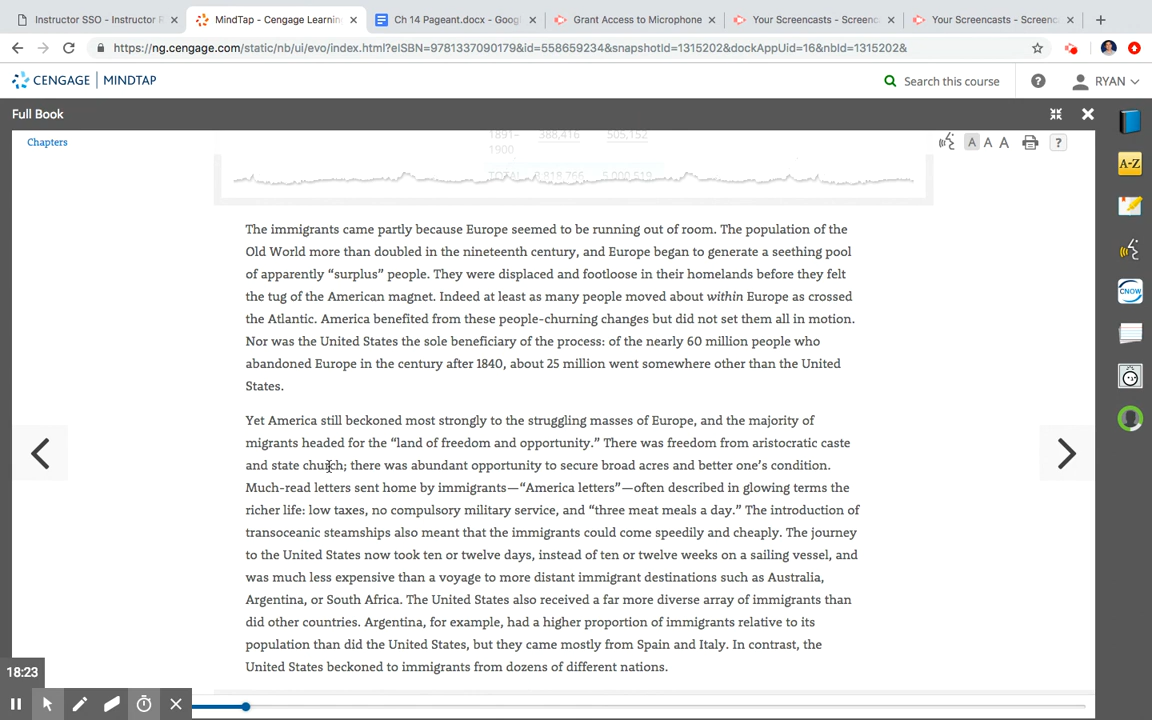 Instructor SSO - Instructor R
MindTap - Cengage Learnin
Ch 14 Pageant.docx - Googl
Grant Access to Microphone
Your Screencasts - Screenc
Your Screencasts - Screenc
https://ng.cengage.com/static/nb/ui/evo/index.html?eISBN=9781337090179&id=558659234&snapshotId=1315202&dockAppUid=16&nbId=1315202&
CENGAGE | MINDTAP
Search this course
?
RYAN
Full Book
Chapters
A A A ?
A-Z
CNOW
1891–
388,416 505,152
1900
TOTAL 3,818,766 5,000,519
The immigrants came partly because Europe seemed to be running out of room. The population of the
Old World more than doubled in the nineteenth century, and Europe began to generate a seething pool
of apparently “surplus” people. They were displaced and footloose in their homelands before they felt
the tug of the American magnet. Indeed at least as many people moved about within Europe as crossed
the Atlantic. America benefited from these people-churning changes but did not set them all in motion.
Nor was the United States the sole beneficiary of the process: of the nearly 60 million people who
abandoned Europe in the century after 1840, about 25 million went somewhere other than the United
States.
Yet America still beckoned most strongly to the struggling masses of Europe, and the majority of
migrants headed for the “land of freedom and opportunity.” There was freedom from aristocratic caste
and state church; there was abundant opportunity to secure broad acres and better one’s condition.
Much-read letters sent home by immigrants—“America letters”—often described in glowing terms the
richer life: low taxes, no compulsory military service, and “three meat meals a day.” The introduction of
transoceanic steamships also meant that the immigrants could come speedily and cheaply. The journey
to the United States now took ten or twelve days, instead of ten or twelve weeks on a sailing vessel, and
was much less expensive than a voyage to more distant immigrant destinations such as Australia,
Argentina, or South Africa. The United States also received a far more diverse array of immigrants than
did other countries. Argentina, for example, had a higher proportion of immigrants relative to its
population than did the United States, but they came mostly from Spain and Italy. In contrast, the
United States beckoned to immigrants from dozens of different nations.
18:23